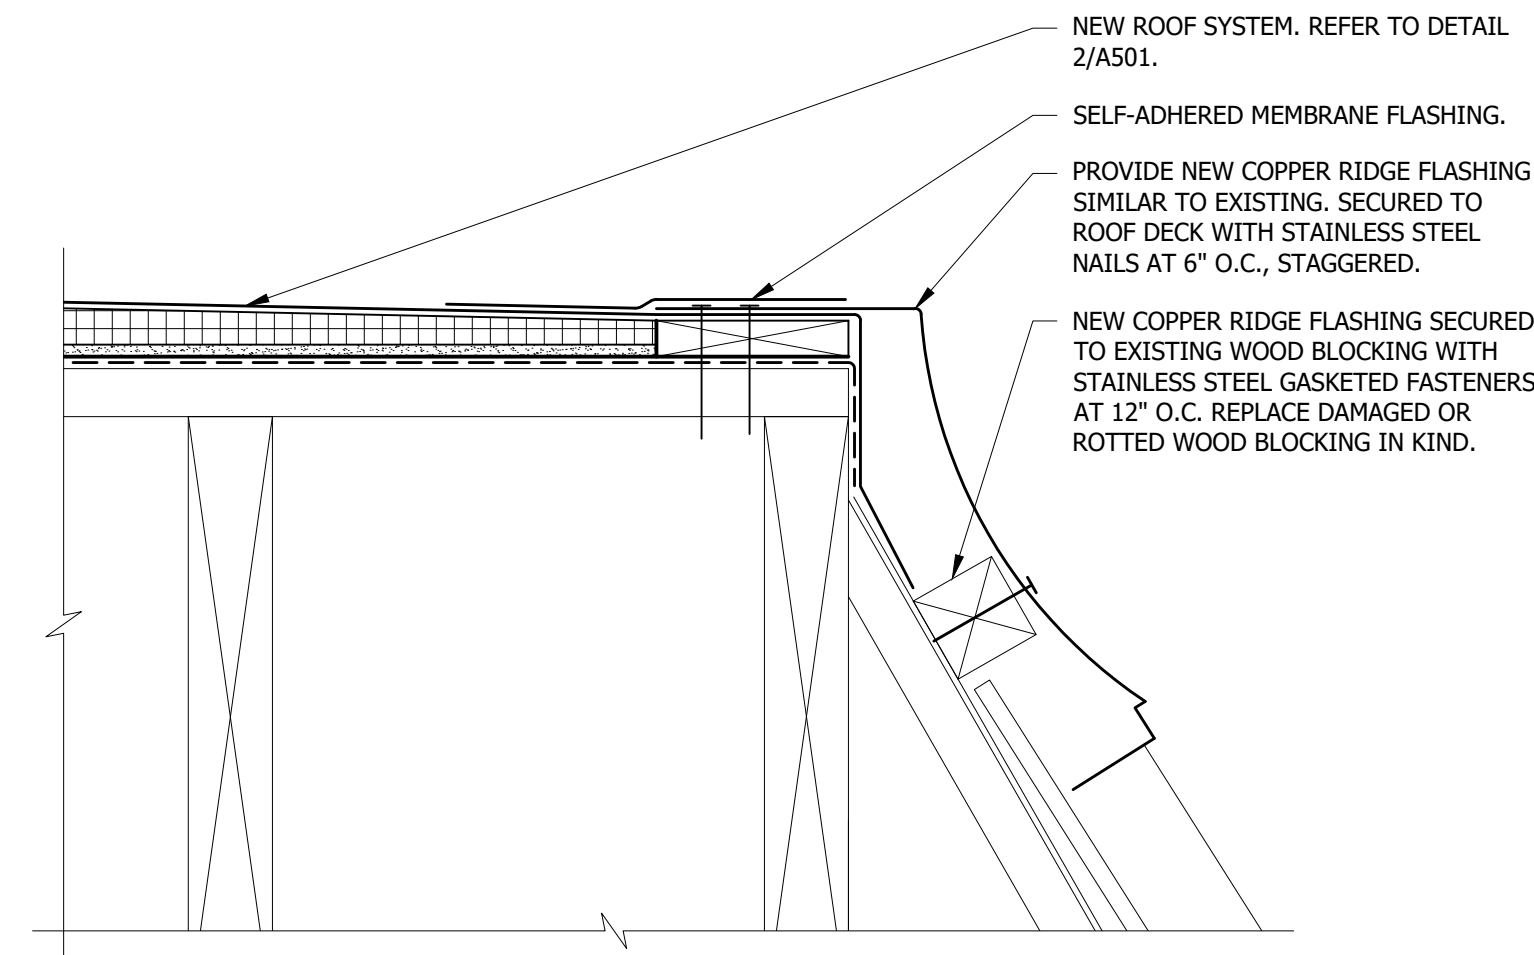 NEW ROOF SYSTEM. REFER TO DETAIL
2/A501.
SELF-ADHERED MEMBRANE FLASHING.
PROVIDE NEW COPPER RIDGE FLASHING
SIMILAR TO EXISTING. SECURED TO
ROOF DECK WITH STAINLESS STEEL
NAILS AT 6" O.C., STAGGERED.
NEW COPPER RIDGE FLASHING SECURED
TO EXISTING WOOD BLOCKING WITH
STAINLESS STEEL GASKETED FASTENERS
AT 12" O.C. REPLACE DAMAGED OR
ROTTED WOOD BLOCKING IN KIND.